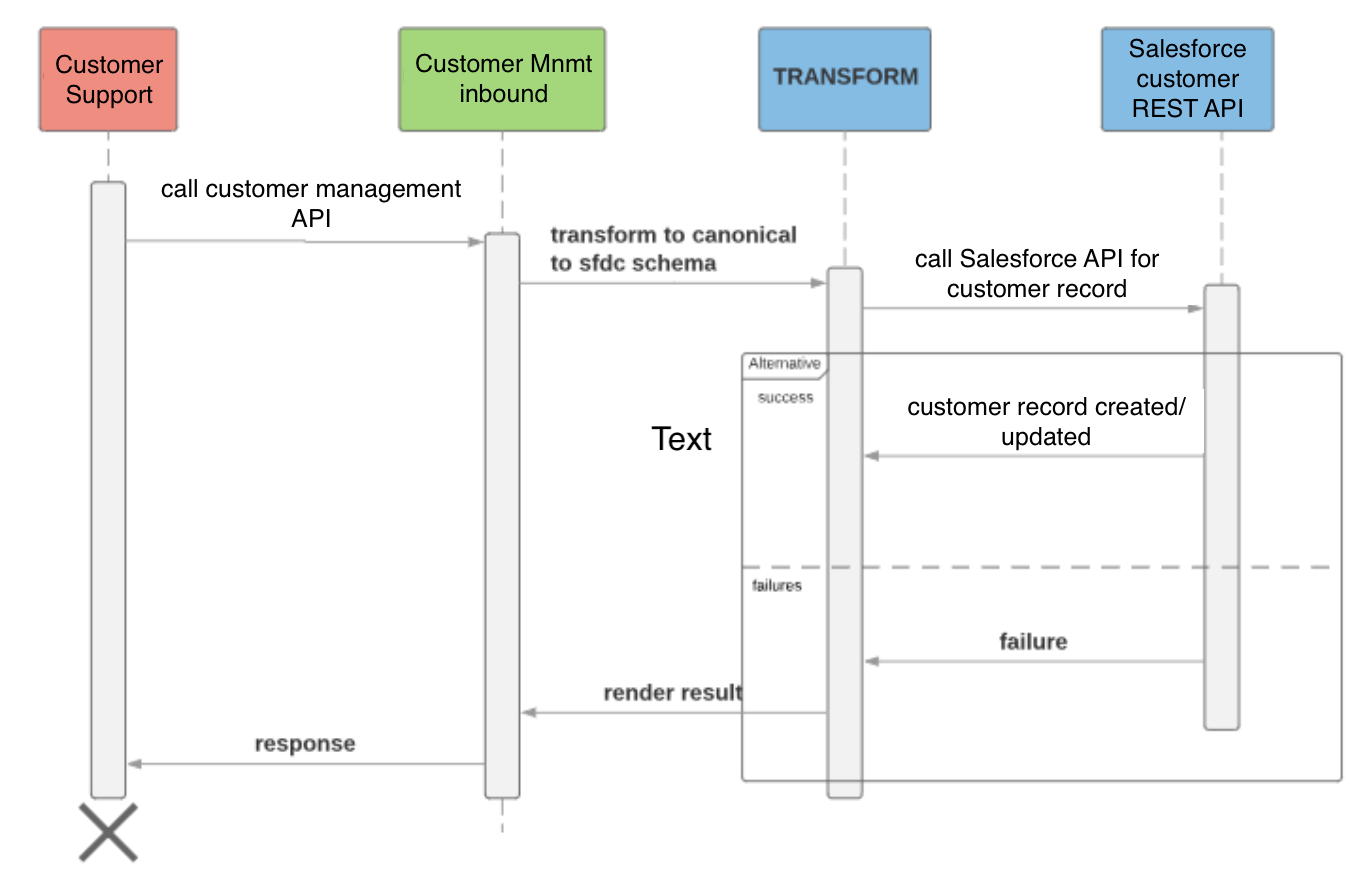 Customer
Support
Customer Mnmt
inbound
TRANSFORM
Salesforce
customer
REST API
call customer management
API
transform to canonical
to sfdc schema
call Salesforce API for
customer record
Alternative
success
customer record created/
updated
Text
failures
failure
render result
response